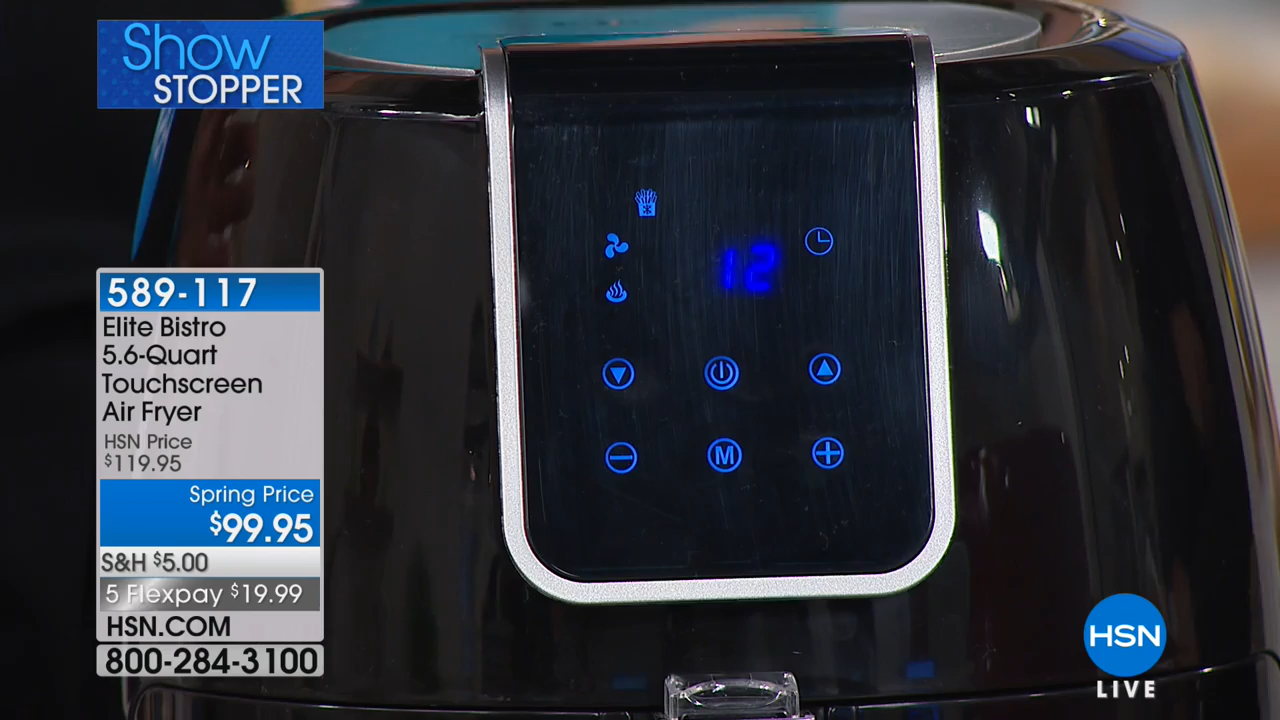 Show
STOPPER
589-117
Elite Bistro
5.6-Quart
Touchscreen
Air Fryer
HSN Price
$119.95
Spring Price
$99.95
S&H $5.00
5 Flexpay $19.99
HSN.COM
800-284-3100
12
M
HSN
LIVE